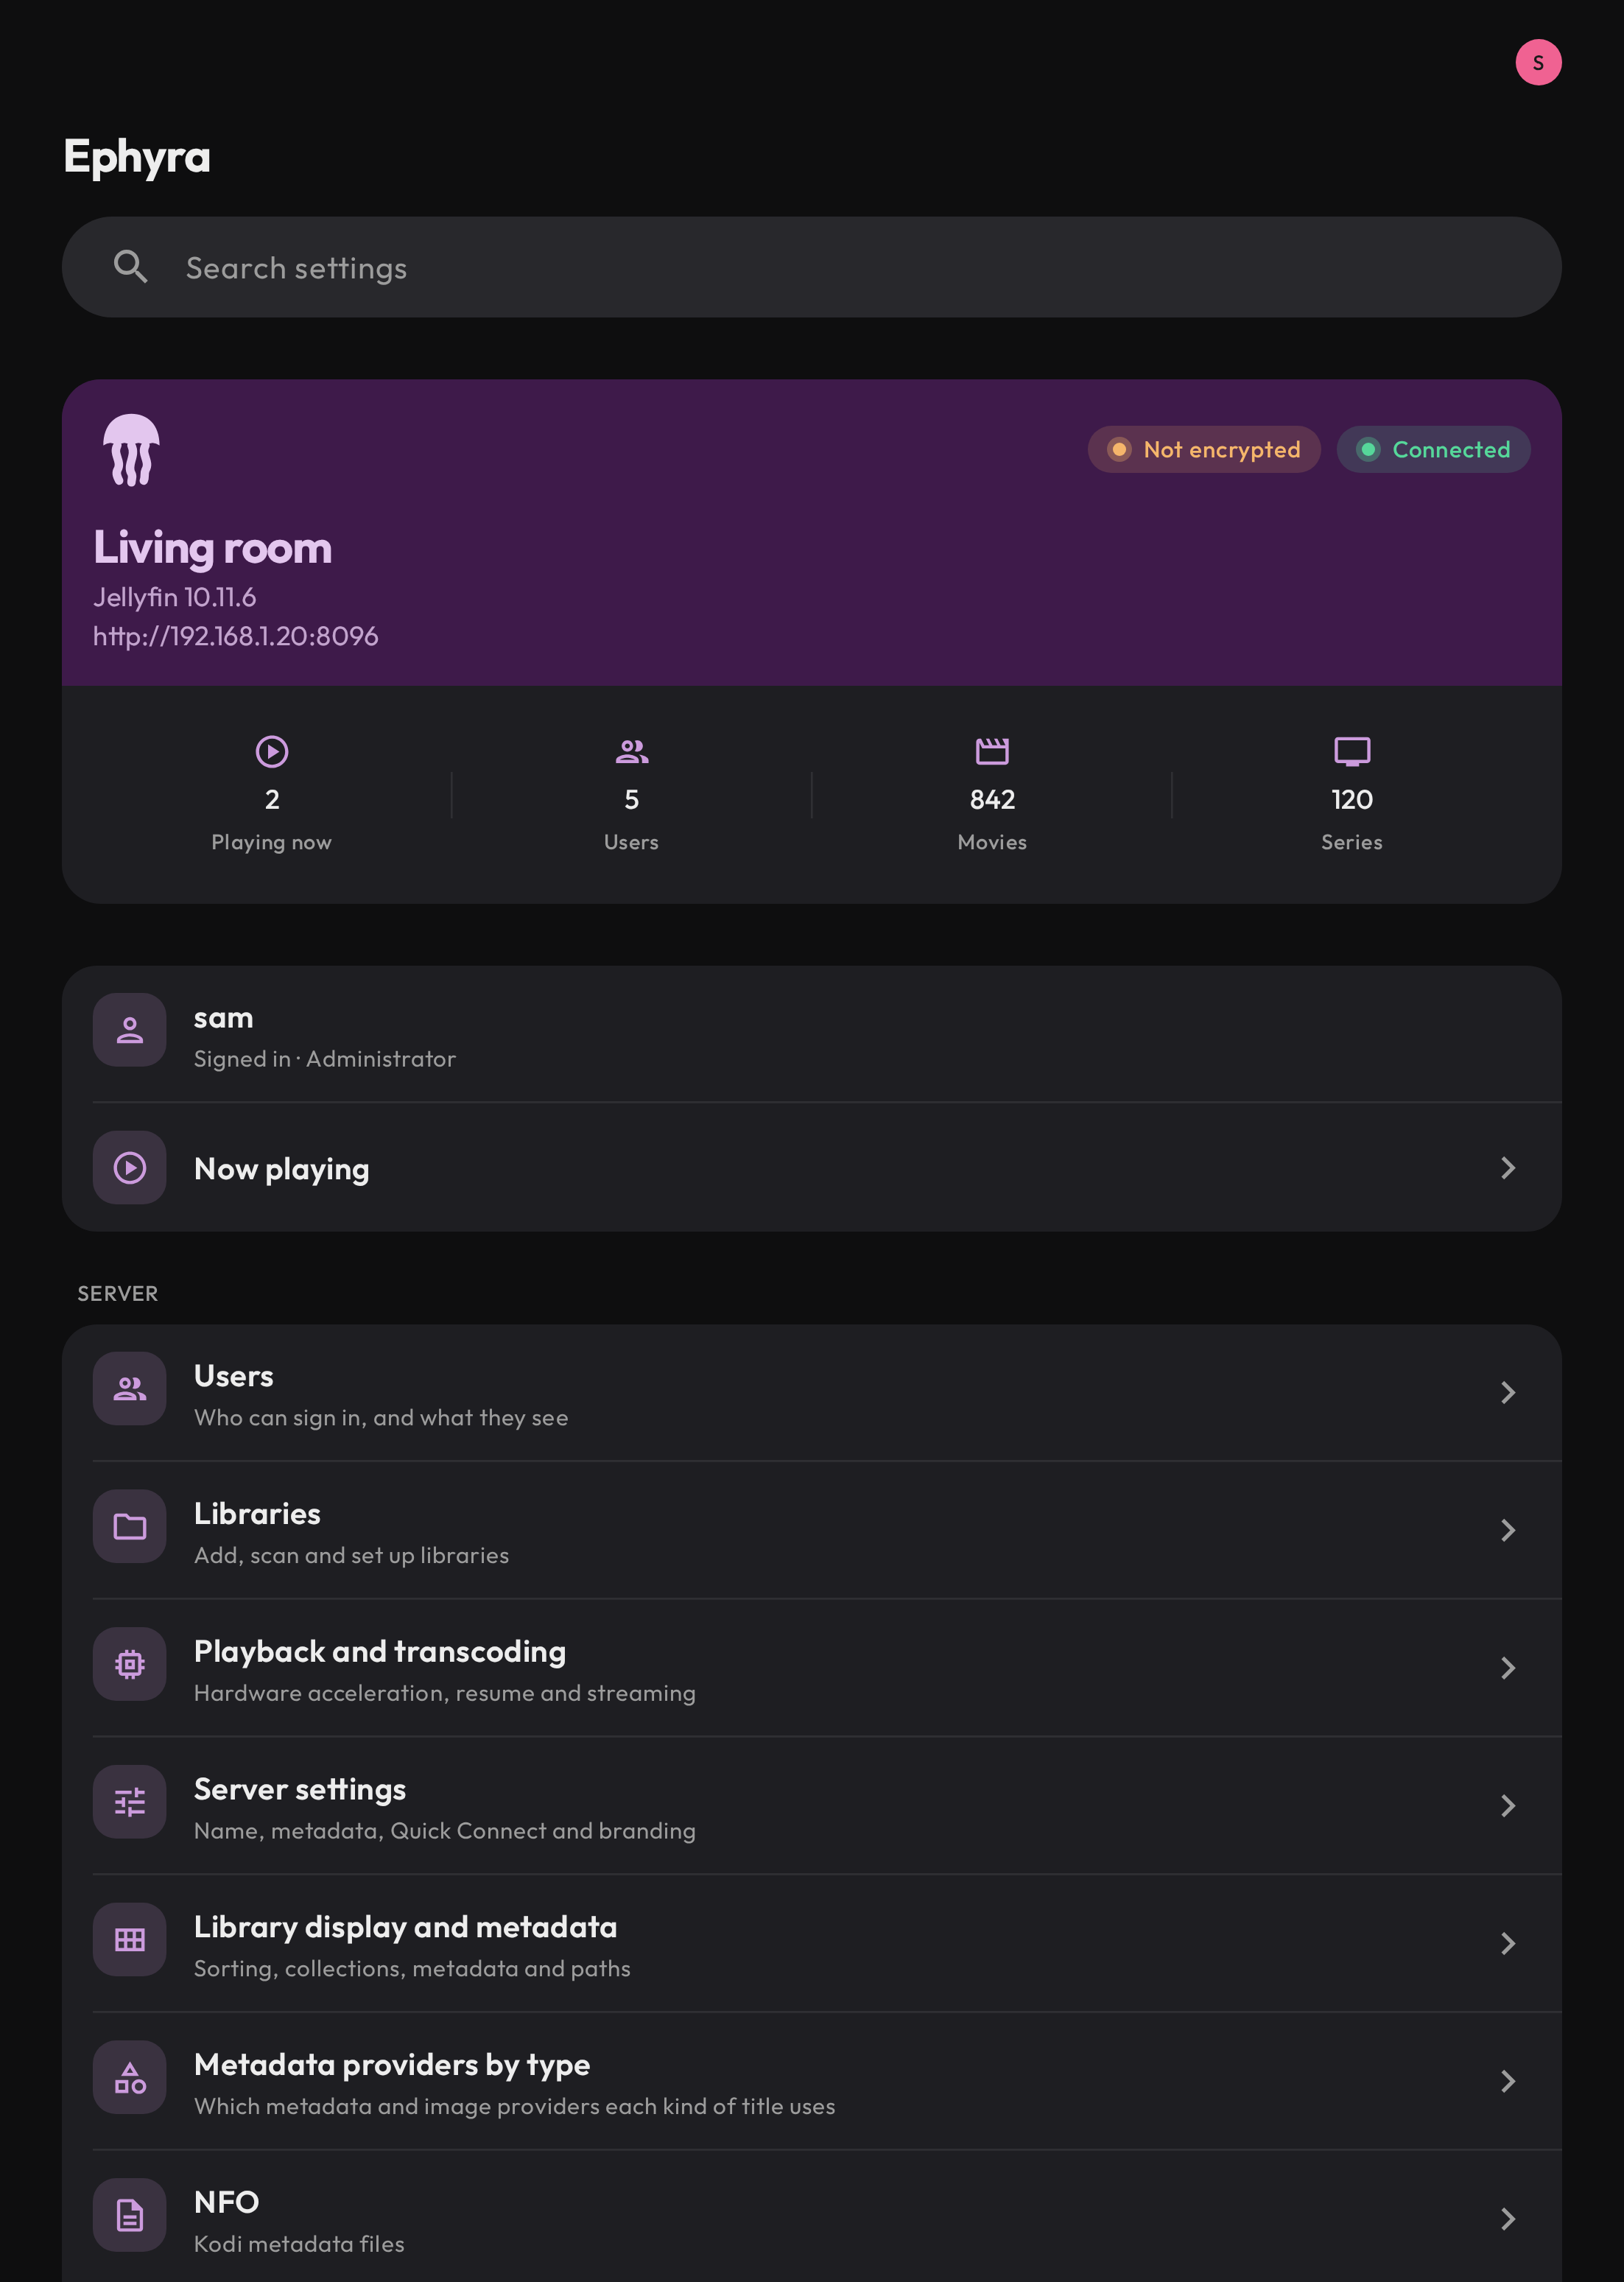 S
Ephyra
Search settings
Not encrypted
Connected
Living room
Jellyfin 10.11.6
http://192.168.1.20:8096
2
Playing now
5
Users
842
Movies
120
Series
sam
Signed in · Administrator
Now playing
SERVER
Users
Who can sign in, and what they see
Libraries
Add, scan and set up libraries
Playback and transcoding
Hardware acceleration, resume and streaming
Server settings
Name, metadata, Quick Connect and branding
Library display and metadata
Sorting, collections, metadata and paths
Metadata providers by type
Which metadata and image providers each kind of title uses
NFO
Kodi metadata files